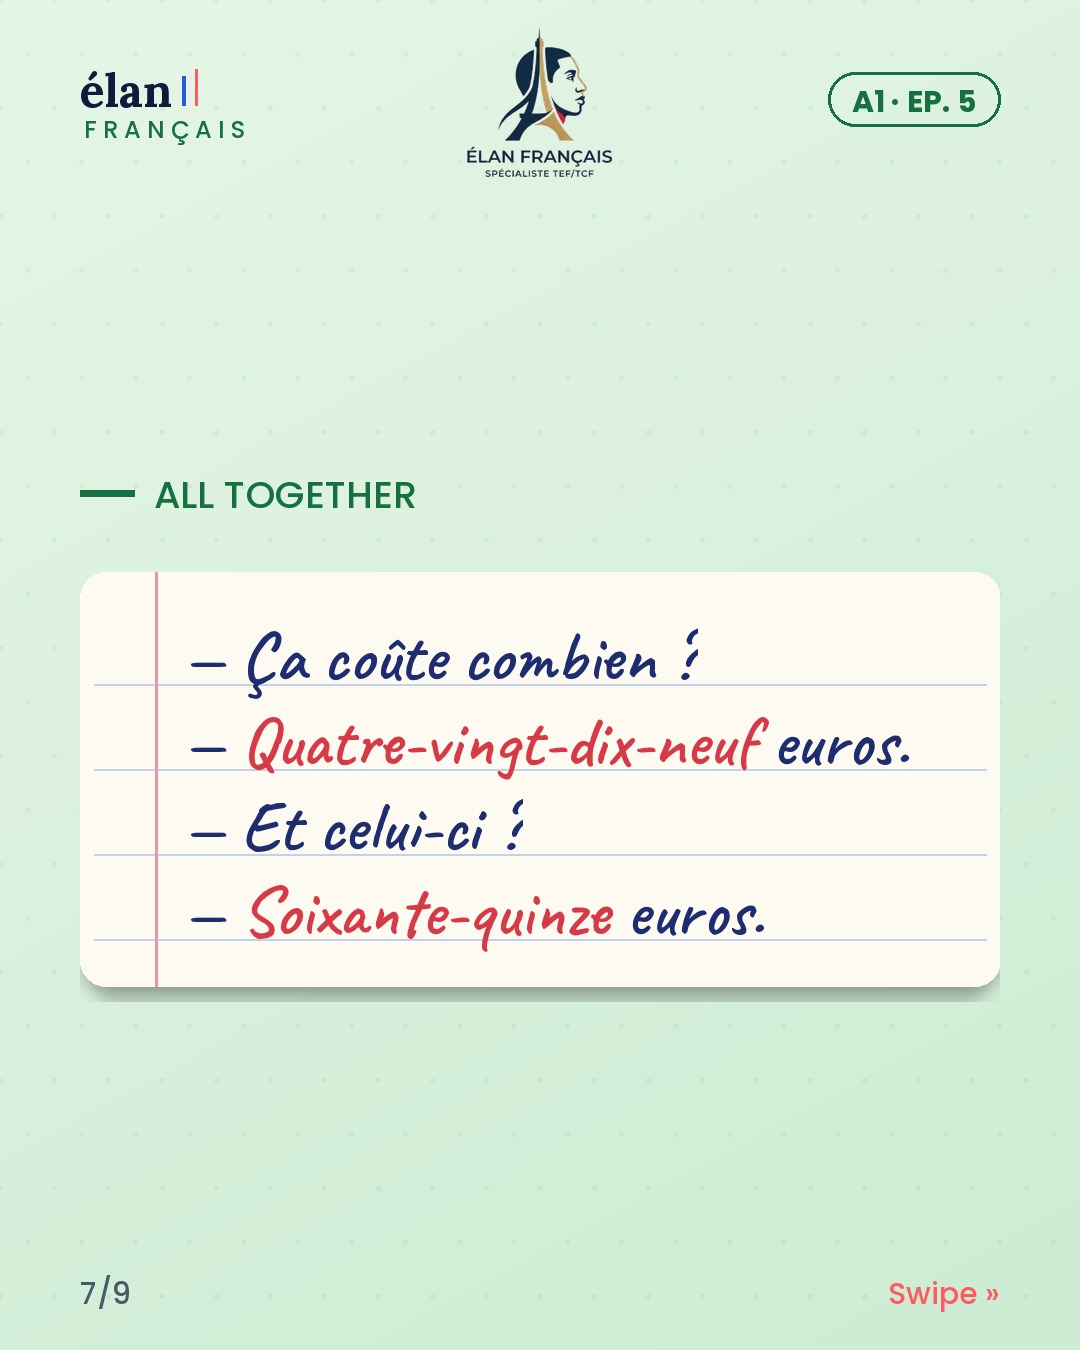 élan
FRANÇAIS
ÉLAN FRANÇAIS
SPÉCIALISTE TEF/TCF
A1 · EP. 5
ALL TOGETHER
— Ça coûte combien ?
— Quatre-vingt-dix-neuf euros.
— Et celui-ci ?
— Soixante-quinze euros.
7/9
Swipe »